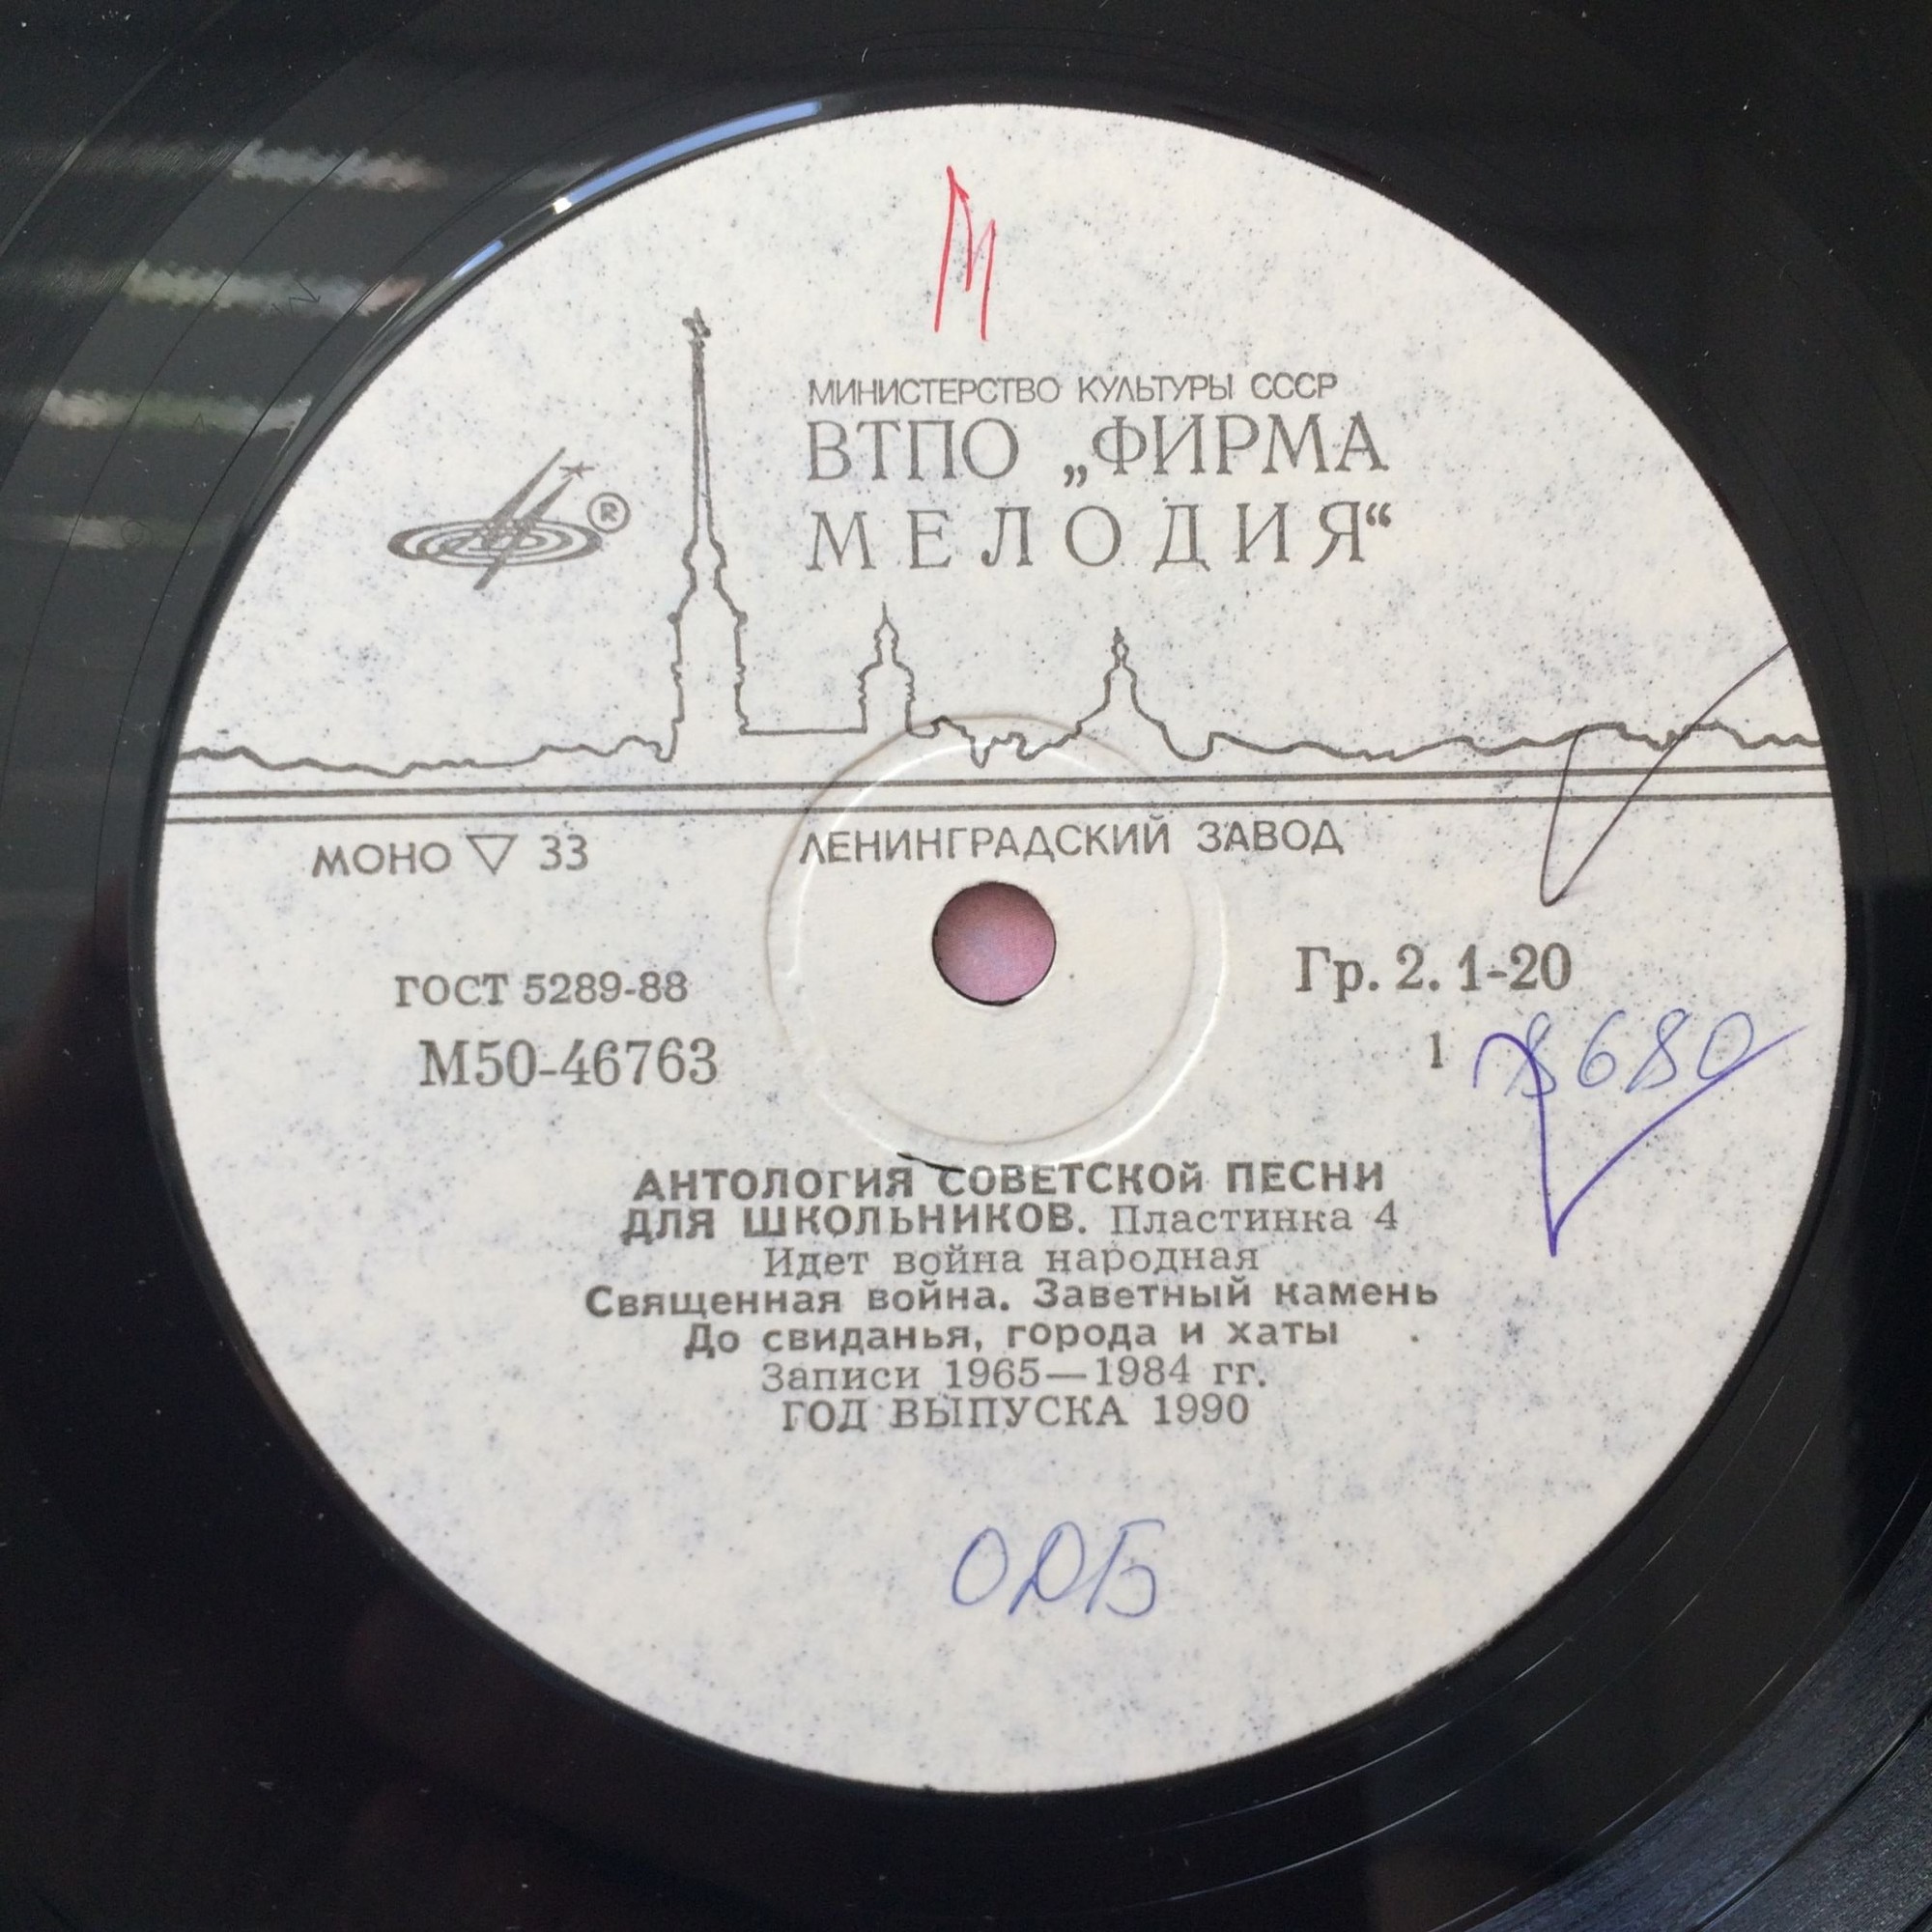 М
МИНИСТЕРСТВО КУЛЬТУРЫ СССР
ВТПО „ФИРМА
МЕЛОДИЯ“
®
МОНО ▽ 33
ЛЕНИНГРАДСКИЙ ЗАВОД
ГОСТ 5289-88
Гр. 2. 1-20
М50-46763
1
8680
АНТОЛОГИЯ СОВЕТСКОЙ ПЕСНИ
ДЛЯ ШКОЛЬНИКОВ. Пластинка 4
Идет война народная
Священная война. Заветный камень
До свиданья, города и хаты
Записи 1965—1984 гг.
ГОД ВЫПУСКА 1990
ОДБ